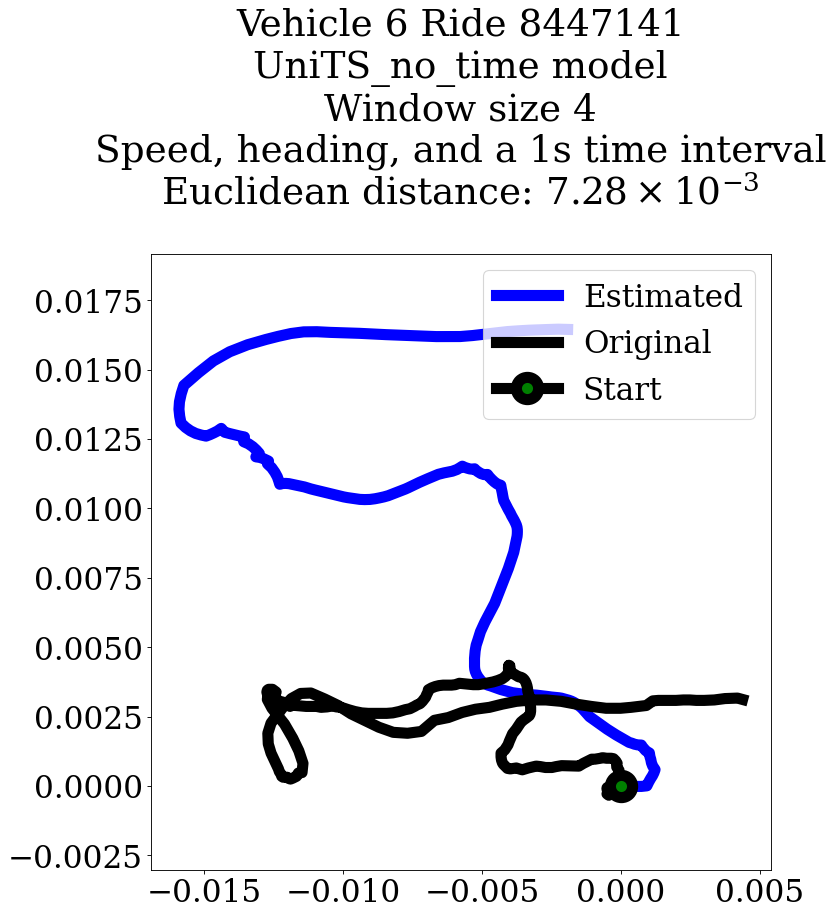 Vehicle 6 Ride 8447141
UniTS_no_time model
Window size 4
Speed, heading, and a 1s time interval
Euclidean distance: 7.28 × 10⁻³
Estimated
Original
Start
0.0175
0.0150
0.0125
0.0100
0.0075
0.0050
0.0025
0.0000
−0.0025
−0.015 −0.010 −0.005 0.000 0.005